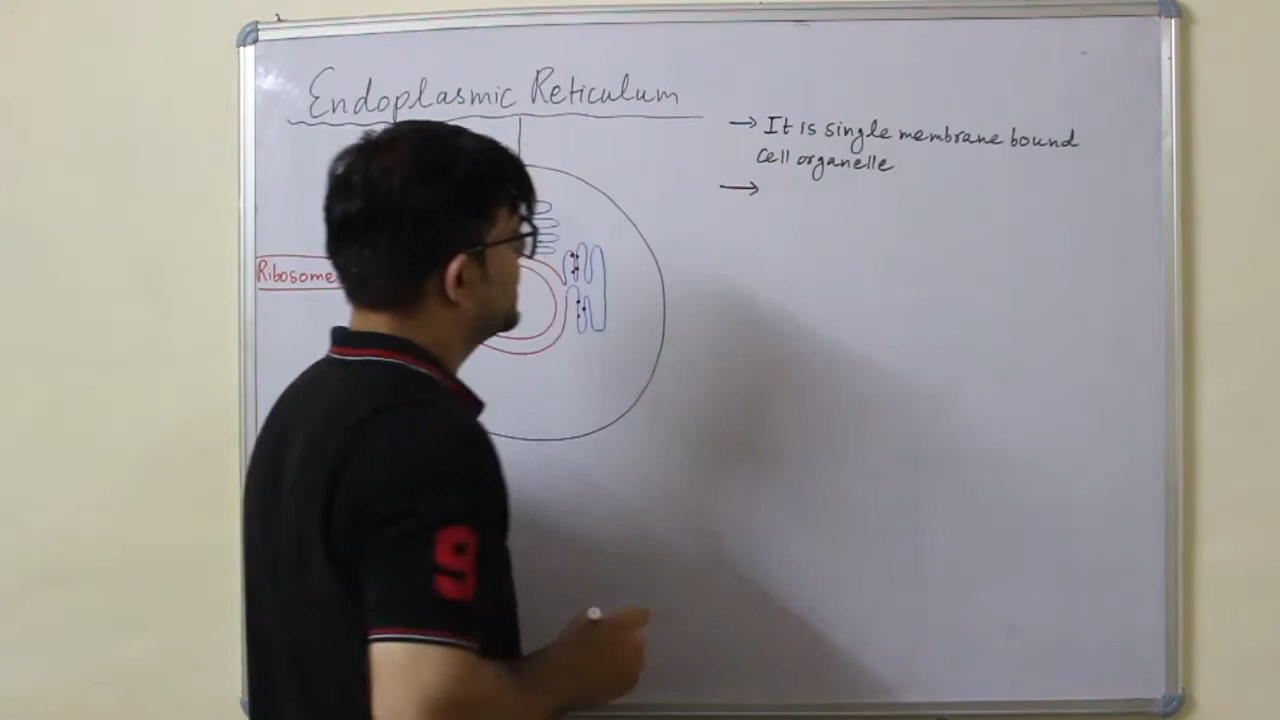 Endoplasmic Reticulum
→ It is single membrane bound
cell organelle
→
Ribosome
9